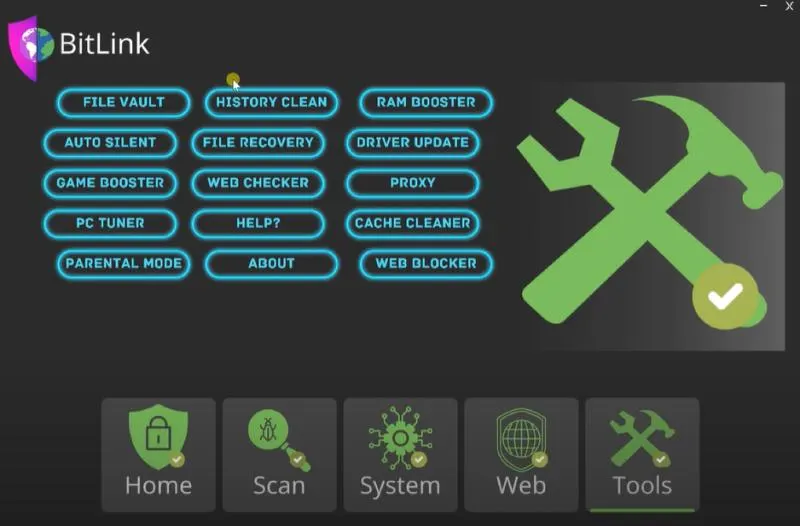 BitLink
FILE VAULT
HISTORY CLEAN
RAM BOOSTER
AUTO SILENT
FILE RECOVERY
DRIVER UPDATE
GAME BOOSTER
WEB CHECKER
PROXY
PC TUNER
HELP?
CACHE CLEANER
PARENTAL MODE
ABOUT
WEB BLOCKER
Home
Scan
System
Web
Tools